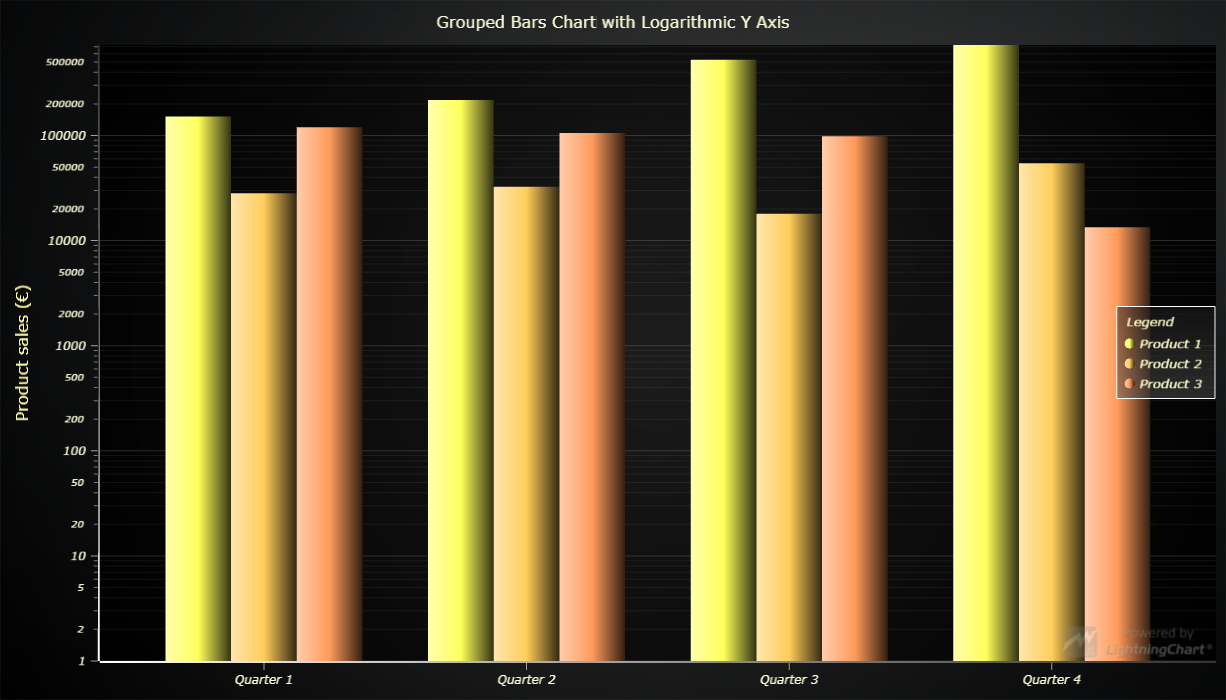 Grouped Bars Chart with Logarithmic Y Axis
Product sales (€)
500000
200000
100000
50000
20000
10000
5000
2000
1000
500
200
100
50
20
10
5
2
1
Quarter 1
Quarter 2
Quarter 3
Quarter 4
Legend
Product 1
Product 2
Product 3
Powered by
LightningChart®